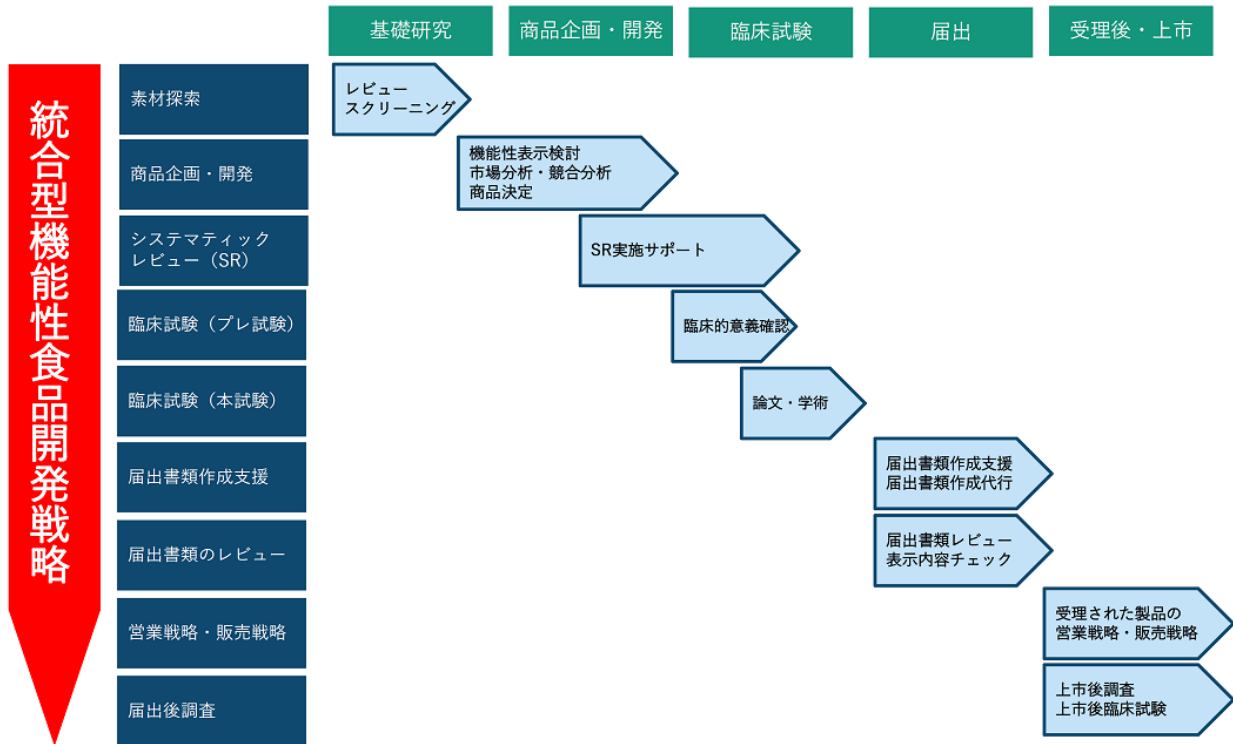 基礎研究
商品企画・開発
臨床試験
届出
受理後・上市
統合型機能性食品開発戦略
素材探索
レビュー
スクリーニング
商品企画・開発
機能性表示検討
市場分析・競合分析
商品決定
システマティック
レビュー（SR）
SR実施サポート
臨床試験（プレ試験）
臨床的意義確認
臨床試験（本試験）
論文・学術
届出書類作成支援
届出書類作成支援
届出書類作成代行
届出書類のレビュー
届出書類レビュー
表示内容チェック
営業戦略・販売戦略
受理された製品の
営業戦略・販売戦略
届出後調査
上市後調査
上市後臨床試験